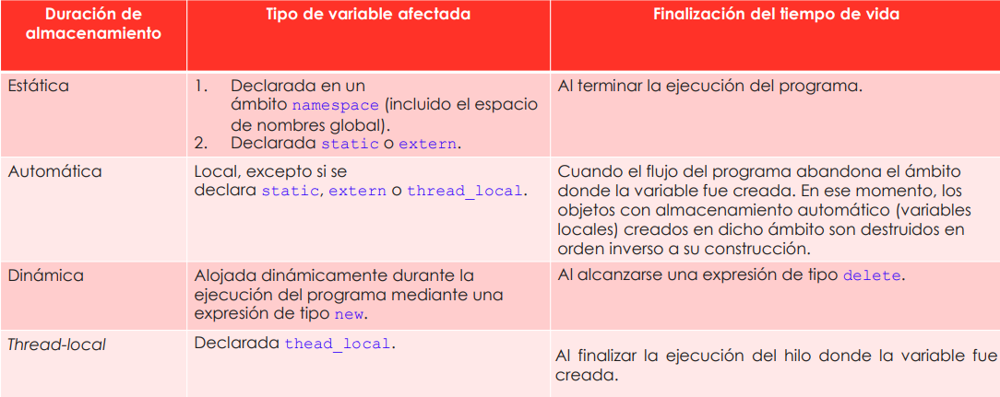 Duración de
almacenamiento
Tipo de variable afectada
Finalización del tiempo de vida
Estática
1. Declarada en un
ámbito namespace (incluido el espacio
de nombres global).
2. Declarada static o extern.
Al terminar la ejecución del programa.
Automática
Local, excepto si se
declara static, extern o thread_local.
Cuando el flujo del programa abandona el ámbito
donde la variable fue creada. En ese momento, los
objetos con almacenamiento automático (variables
locales) creados en dicho ámbito son destruidos en
orden inverso a su construcción.
Dinámica
Alojada dinámicamente durante la
ejecución del programa mediante una
expresión de tipo new.
Al alcanzarse una expresión de tipo delete.
Thread-local
Declarada thead_local.
Al finalizar la ejecución del hilo donde la variable fue
creada.